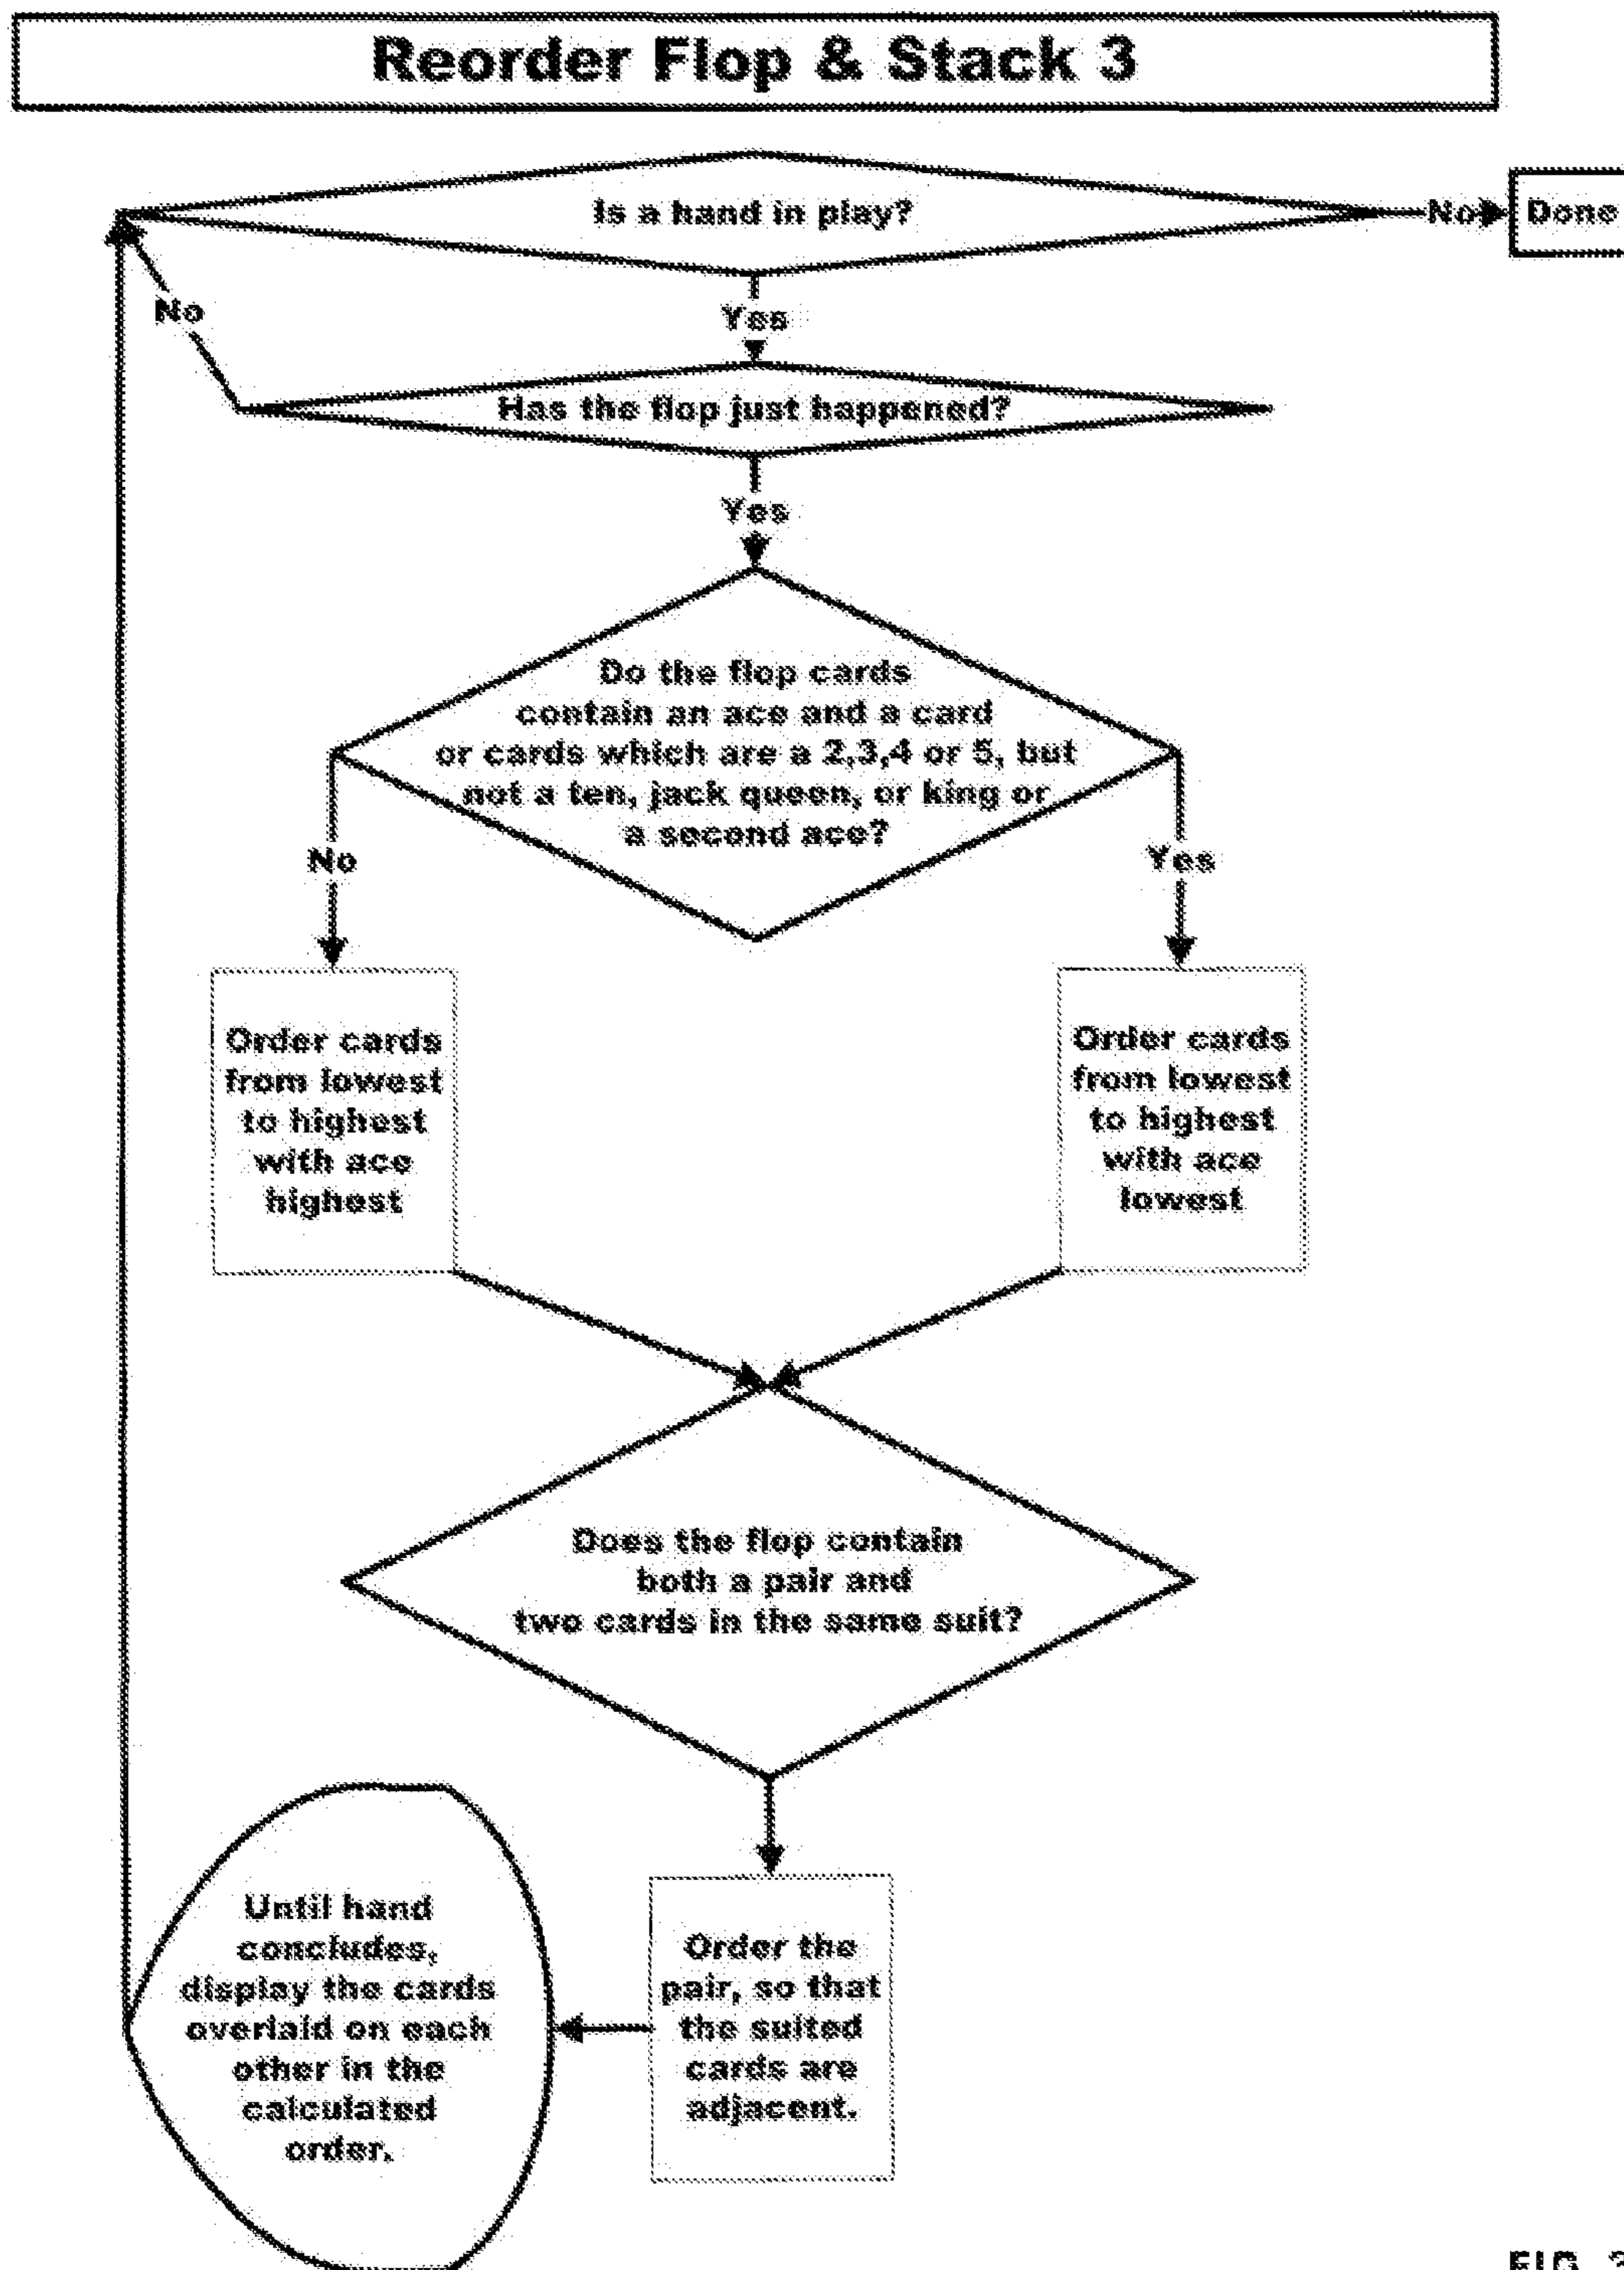 Reorder Flop & Stack 3
Is a hand in play?
No
Done
No
Yes
Has the flop just happened?
Yes
Do the flop cards
contain an ace and a card
or cards which are a 2,3,4 or 5, but
not a ten, jack queen, or king or
a second ace?
No
Yes
Order cards
from lowest
to highest
with ace
highest
Order cards
from lowest
to highest
with ace
lowest
Does the flop contain
both a pair and
two cards in the same suit?
Until hand
concludes,
display the cards
overlaid on each
other in the
calculated
order.
Order the
pair, so that
the suited
cards are
adjacent.
FIG.